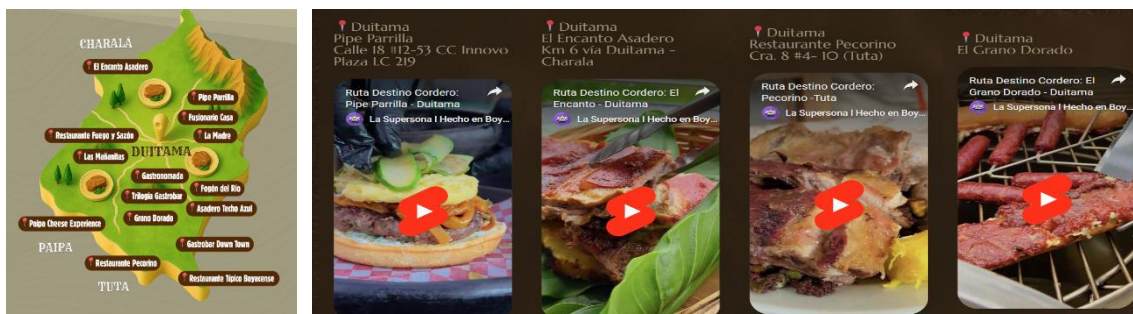 CHARALÁ
El Encanto Asadero
Pipe Parrilla
Fusionario Casa
Restaurante Fuego y Sazón
La Madre
Las Mañanitas
DUITAMA
Gastronomada
Fogón del Río
Trilogía Gastrobar
Asadero Techo Azul
Grano Dorado
Paipa Cheese Experience
PAIPA
Gastrobar Down Town
Restaurante Pecorino
Restaurante Típico Boyacense
TUTA
Duitama
Pipe Parrilla
Calle 18 #12-53 CC Innovo
Plaza LC 219
Ruta Destino Cordero:
Pipe Parrilla - Duitama
La Supersona I Hecho en Boy...
Duitama
El Encanto Asadero
Km 6 vía Duitama -
Charala
Ruta Destino Cordero: El
Encanto - Duitama
La Supersona I Hecho en Boy...
Duitama
Restaurante Pecorino
Cra. 8 #4- 10 (Tuta)
Ruta Destino Cordero:
Pecorino -Tuta
La Supersona I Hecho en Boy...
Duitama
El Grano Dorado
Ruta Destino Cordero: El
Grano Dorado - Duitama
La Supersona I Hecho en Boy...